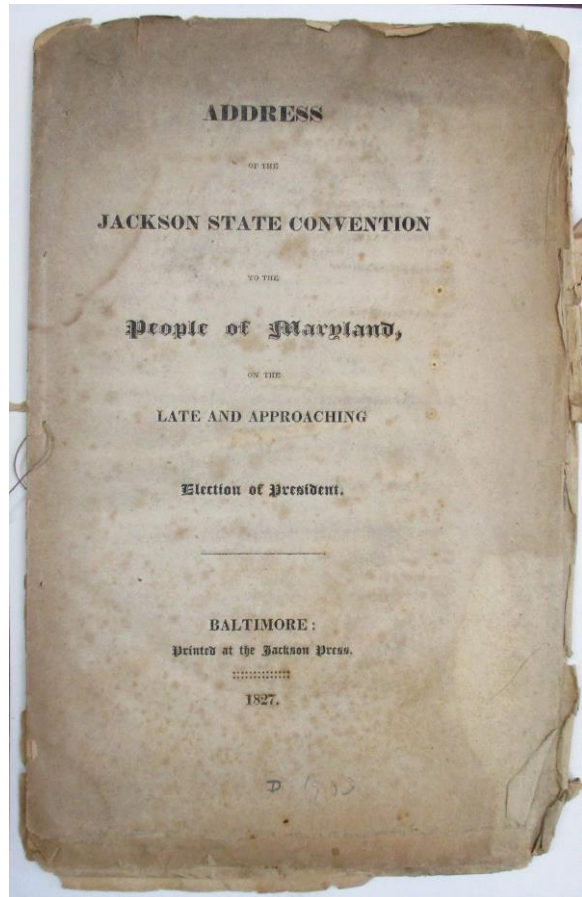 ADDRESS
OF THE
JACKSON STATE CONVENTION
TO THE
People of Maryland,
ON THE
LATE AND APPROACHING
Election of President.
BALTIMORE:
Printed at the Jackson Press.
1827.
D